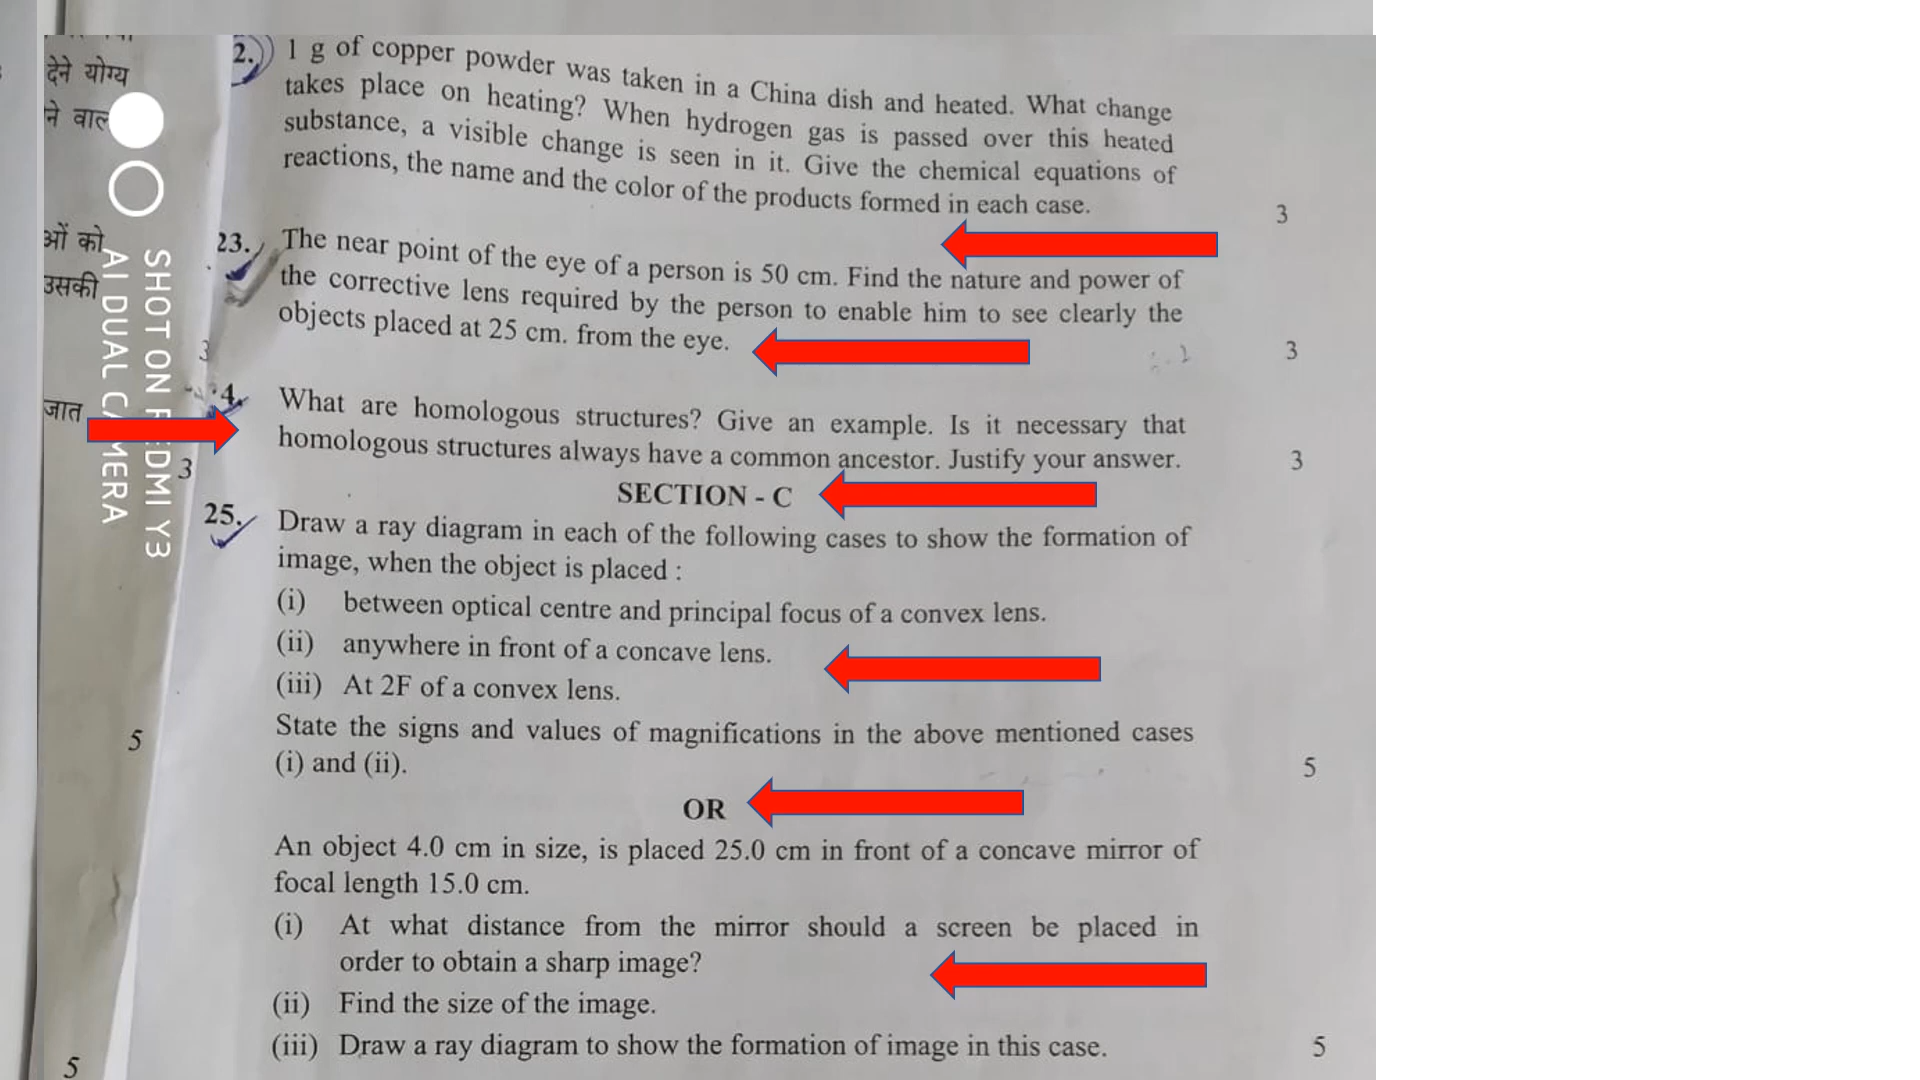 देने योग्य
ने वाल
ओं को
उसकी
जात
3
3
5
5
SHOT ON REDMI Y3
AI DUAL CAMERA
2. 1 g of copper powder was taken in a China dish and heated. What change
takes place on heating? When hydrogen gas is passed over this heated
substance, a visible change is seen in it. Give the chemical equations of
reactions, the name and the color of the products formed in each case. 3
23. The near point of the eye of a person is 50 cm. Find the nature and power of
the corrective lens required by the person to enable him to see clearly the
objects placed at 25 cm. from the eye. 3
4. What are homologous structures? Give an example. Is it necessary that
homologous structures always have a common ancestor. Justify your answer. 3
SECTION - C
25. Draw a ray diagram in each of the following cases to show the formation of
image, when the object is placed :
(i) between optical centre and principal focus of a convex lens.
(ii) anywhere in front of a concave lens.
(iii) At 2F of a convex lens.
State the signs and values of magnifications in the above mentioned cases
(i) and (ii). 5
OR
An object 4.0 cm in size, is placed 25.0 cm in front of a concave mirror of
focal length 15.0 cm.
(i) At what distance from the mirror should a screen be placed in
order to obtain a sharp image?
(ii) Find the size of the image.
(iii) Draw a ray diagram to show the formation of image in this case. 5